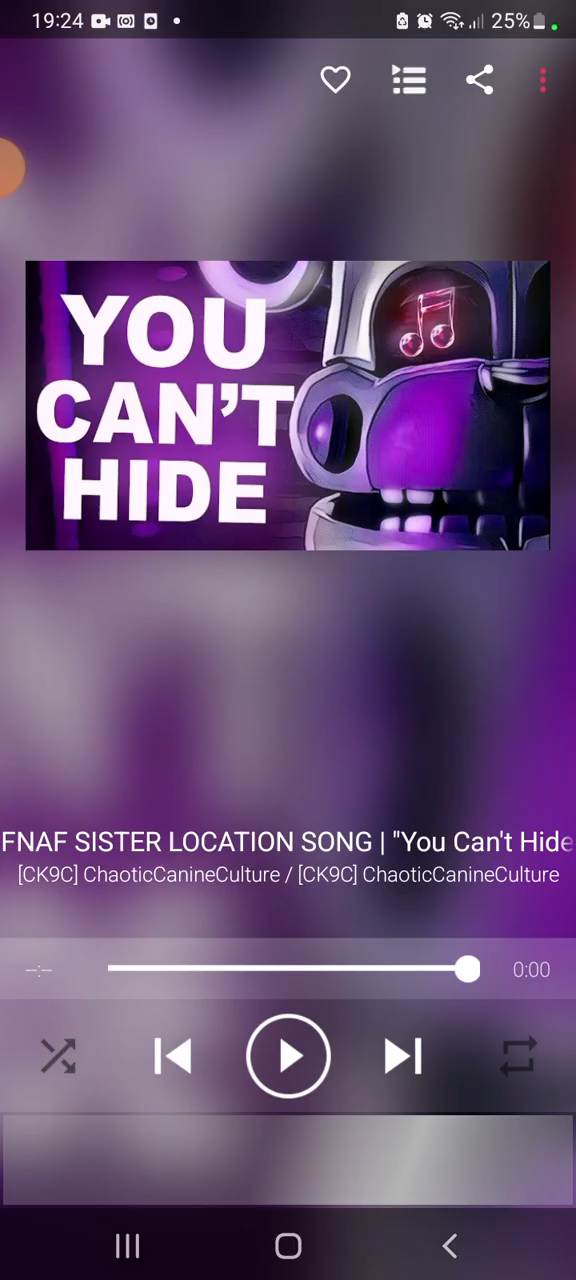 19:24
25%
YOU
CAN'T
HIDE
FNAF SISTER LOCATION SONG | "You Can't Hide
[CK9C] ChaoticCanineCulture / [CK9C] ChaoticCanineCulture
--:--
0:00